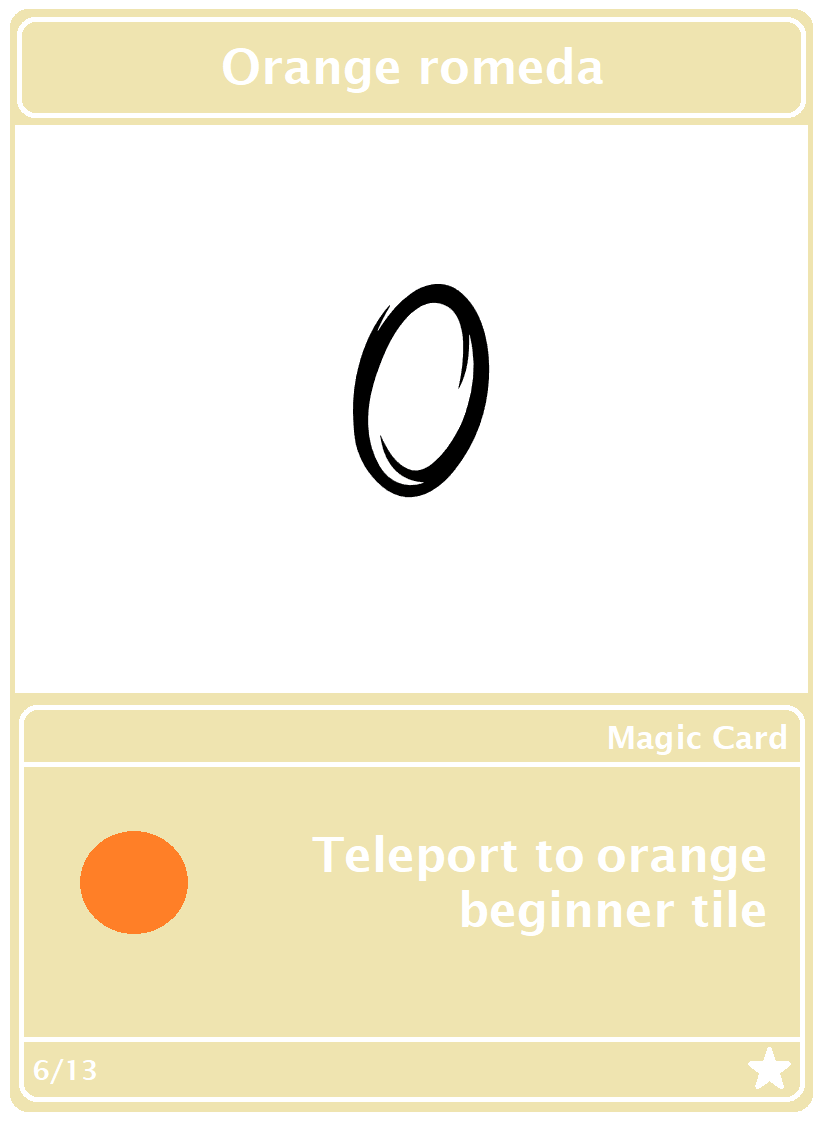 Orange romeda
Magic Card
Teleport to orange
beginner tile
6/13